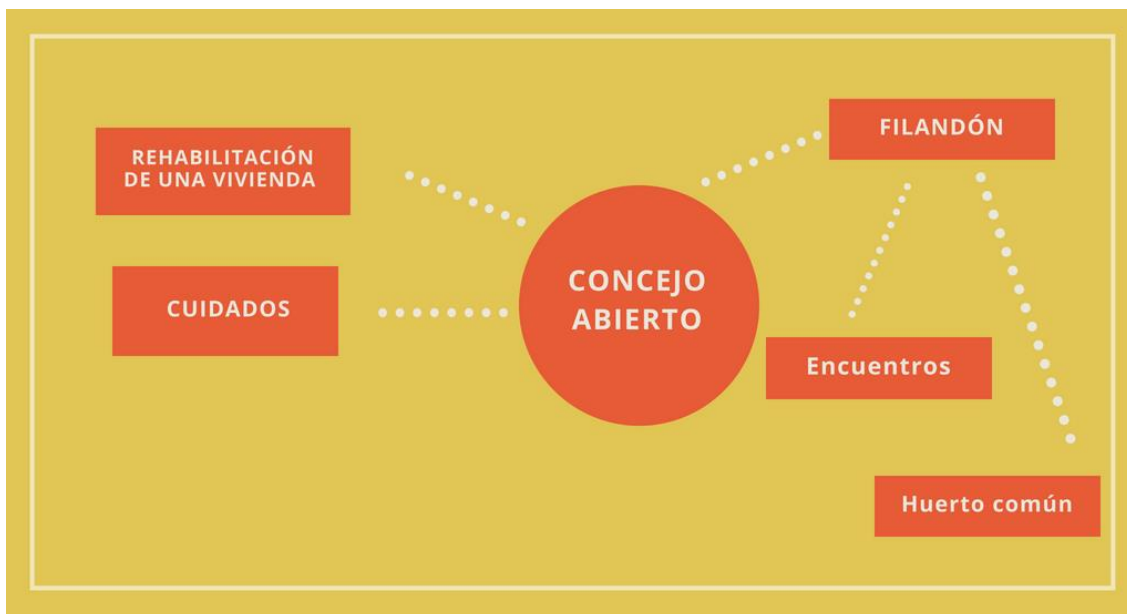 REHABILITACIÓN
DE UNA VIVIENDA
CUIDADOS
CONCEJO
ABIERTO
FILANDÓN
Encuentros
Huerto común